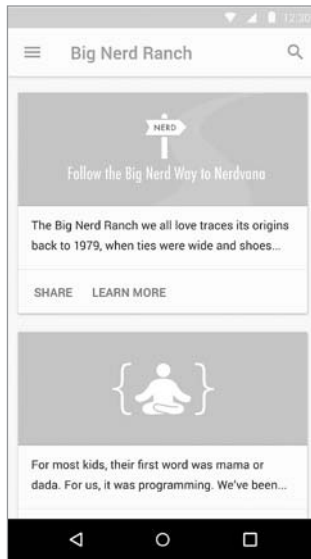 12:30
Big Nerd Ranch
NERD
Follow the Big Nerd Way to Nerdvana
The Big Nerd Ranch we all love traces its origins
back to 1979, when ties were wide and shoes...
SHARE LEARN MORE
For most kids, their first word was mama or
dada. For us, it was programming. We've been...